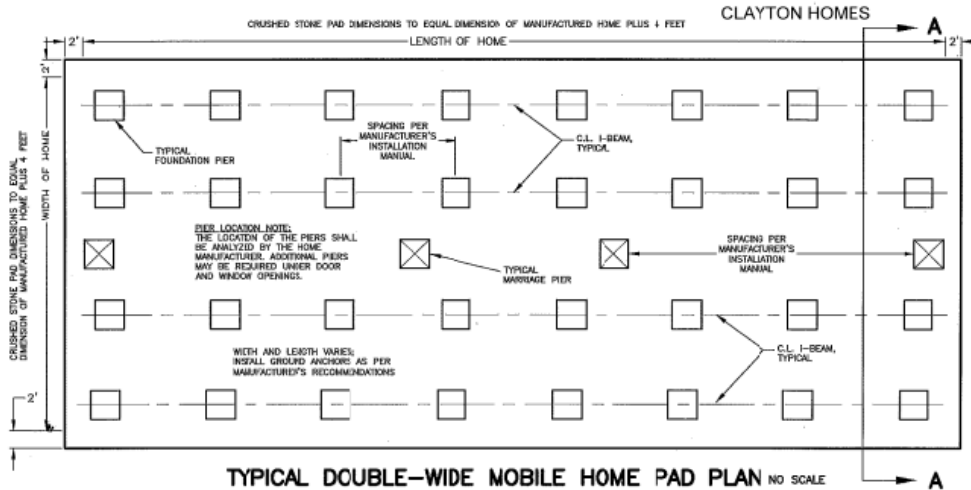 CLAYTON HOMES
CRUSHED STONE PAD DIMENSIONS TO EQUAL DIMENSION OF MANUFACTURED HOME PLUS 4 FEET
A
2'
LENGTH OF HOME
2'
2'
SPACING PER
MANUFACTURER'S
INSTALLATION
MANUAL
C.L. I-BEAM,
TYPICAL
TYPICAL
FOUNDATION PIER
CRUSHED STONE PAD DIMENSIONS TO EQUAL
DIMENSION OF MANUFACTURED HOME PLUS 4 FEET
WIDTH OF HOME
PIER LOCATION NOTE:
THE LOCATION OF THE PIERS SHALL
BE ANALYZED BY THE HOME
MANUFACTURER. ADDITIONAL PIERS
MAY BE REQUIRED UNDER DOOR
AND WINDOW OPENINGS.
SPACING PER
MANUFACTURER'S
INSTALLATION
MANUAL
TYPICAL
MARRIAGE PIER
WIDTH AND LENGTH VARIES;
INSTALL GROUND ANCHORS AS PER
MANUFACTURER'S RECOMMENDATIONS
C.L. I-BEAM,
TYPICAL
2'
TYPICAL DOUBLE-WIDE MOBILE HOME PAD PLAN NO SCALE
A